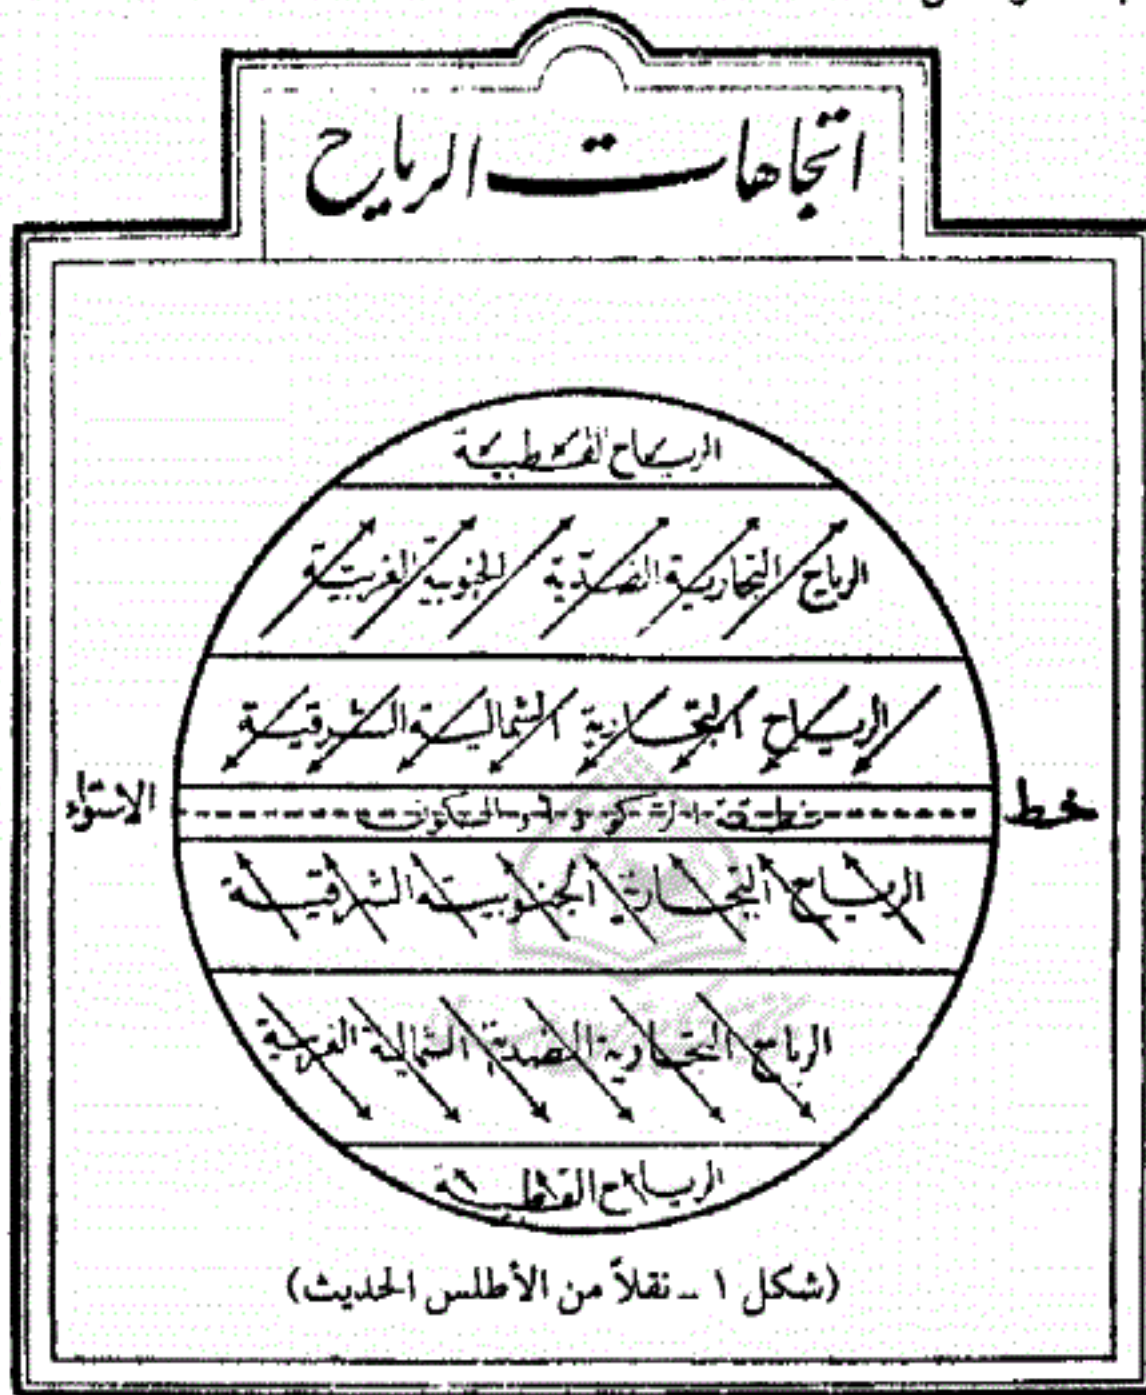 اتجاهات الرياح
الرياح القطبية
الرياح التجارية الضدية الجنوبية الغربية
الرياح التجارية الشمالية الشرقية
خط الاستواء
منطقة الركود والسكون
الرياح التجارية الجنوبية الشرقية
الرياح التجارية الضدية الشمالية الغربية
الرياح القطبية
(شكل ١ ـ نقلاً من الأطلس الحديث)